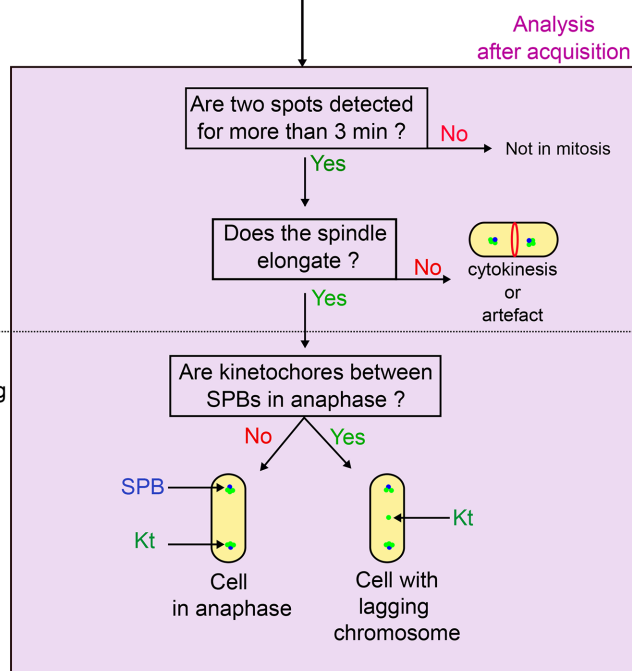 Analysis
after acquisition
Are two spots detected
for more than 3 min ?
No
Not in mitosis
Yes
Does the spindle
elongate ?
No
cytokinesis
or
artefact
Yes
g
Are kinetochores between
SPBs in anaphase ?
No
Yes
SPB
Kt
Kt
Cell
in anaphase
Cell with
lagging
chromosome